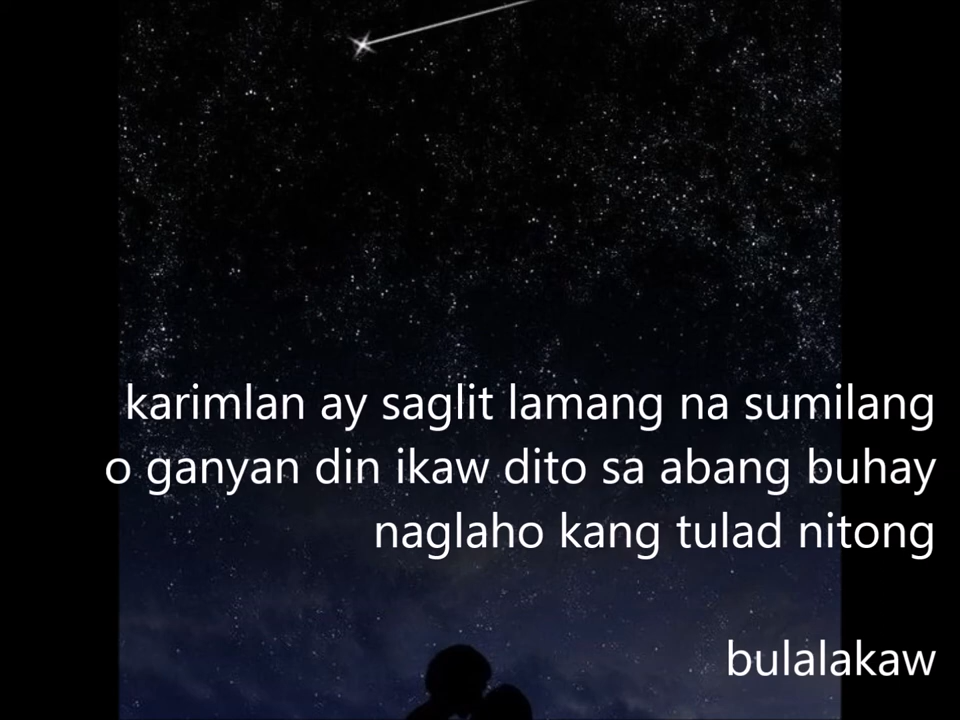 karimlan ay saglit lamang na sumilang
o ganyan din ikaw dito sa abang buhay
naglaho kang tulad nitong
bulalakaw